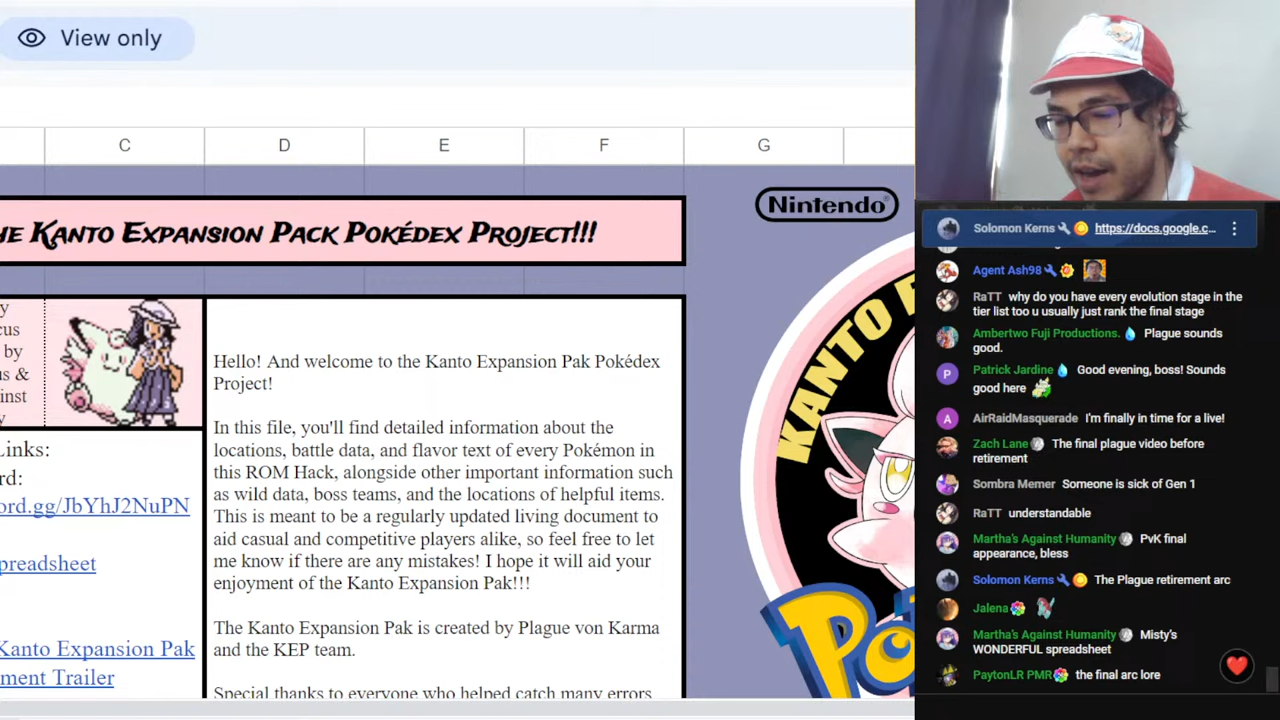 View only
C D E F G
HE KANTO EXPANSION PACK POKÉDEX PROJECT!!!
Nintendo®
y
cus
by
us &
inst
y
Links:
rd:
ord.gg/JbYhJ2NuPN
preadsheet
Kanto Expansion Pak
ment Trailer
Hello! And welcome to the Kanto Expansion Pak Pokédex
Project!
In this file, you'll find detailed information about the
locations, battle data, and flavor text of every Pokémon in
this ROM Hack, alongside other important information such
as wild data, boss teams, and the locations of helpful items.
This is meant to be a regularly updated living document to
aid casual and competitive players alike, so feel free to let
me know if there are any mistakes! I hope it will aid your
enjoyment of the Kanto Expansion Pak!!!
The Kanto Expansion Pak is created by Plague von Karma
and the KEP team.
Special thanks to everyone who helped catch many errors
KANTO E
Po
Solomon Kerns https://docs.google.c...
Agent Ash98
RaTT why do you have every evolution stage in the
tier list too u usually just rank the final stage
Ambertwo Fuji Productions. Plague sounds
good.
Patrick Jardine Good evening, boss! Sounds
good here
AirRaidMasquerade I'm finally in time for a live!
Zach Lane The final plague video before
retirement
Sombra Memer Someone is sick of Gen 1
RaTT understandable
Martha's Against Humanity PvK final
appearance, bless
Solomon Kerns The Plague retirement arc
Jalena
Martha's Against Humanity Misty's
WONDERFUL spreadsheet
PaytonLR PMR the final arc lore